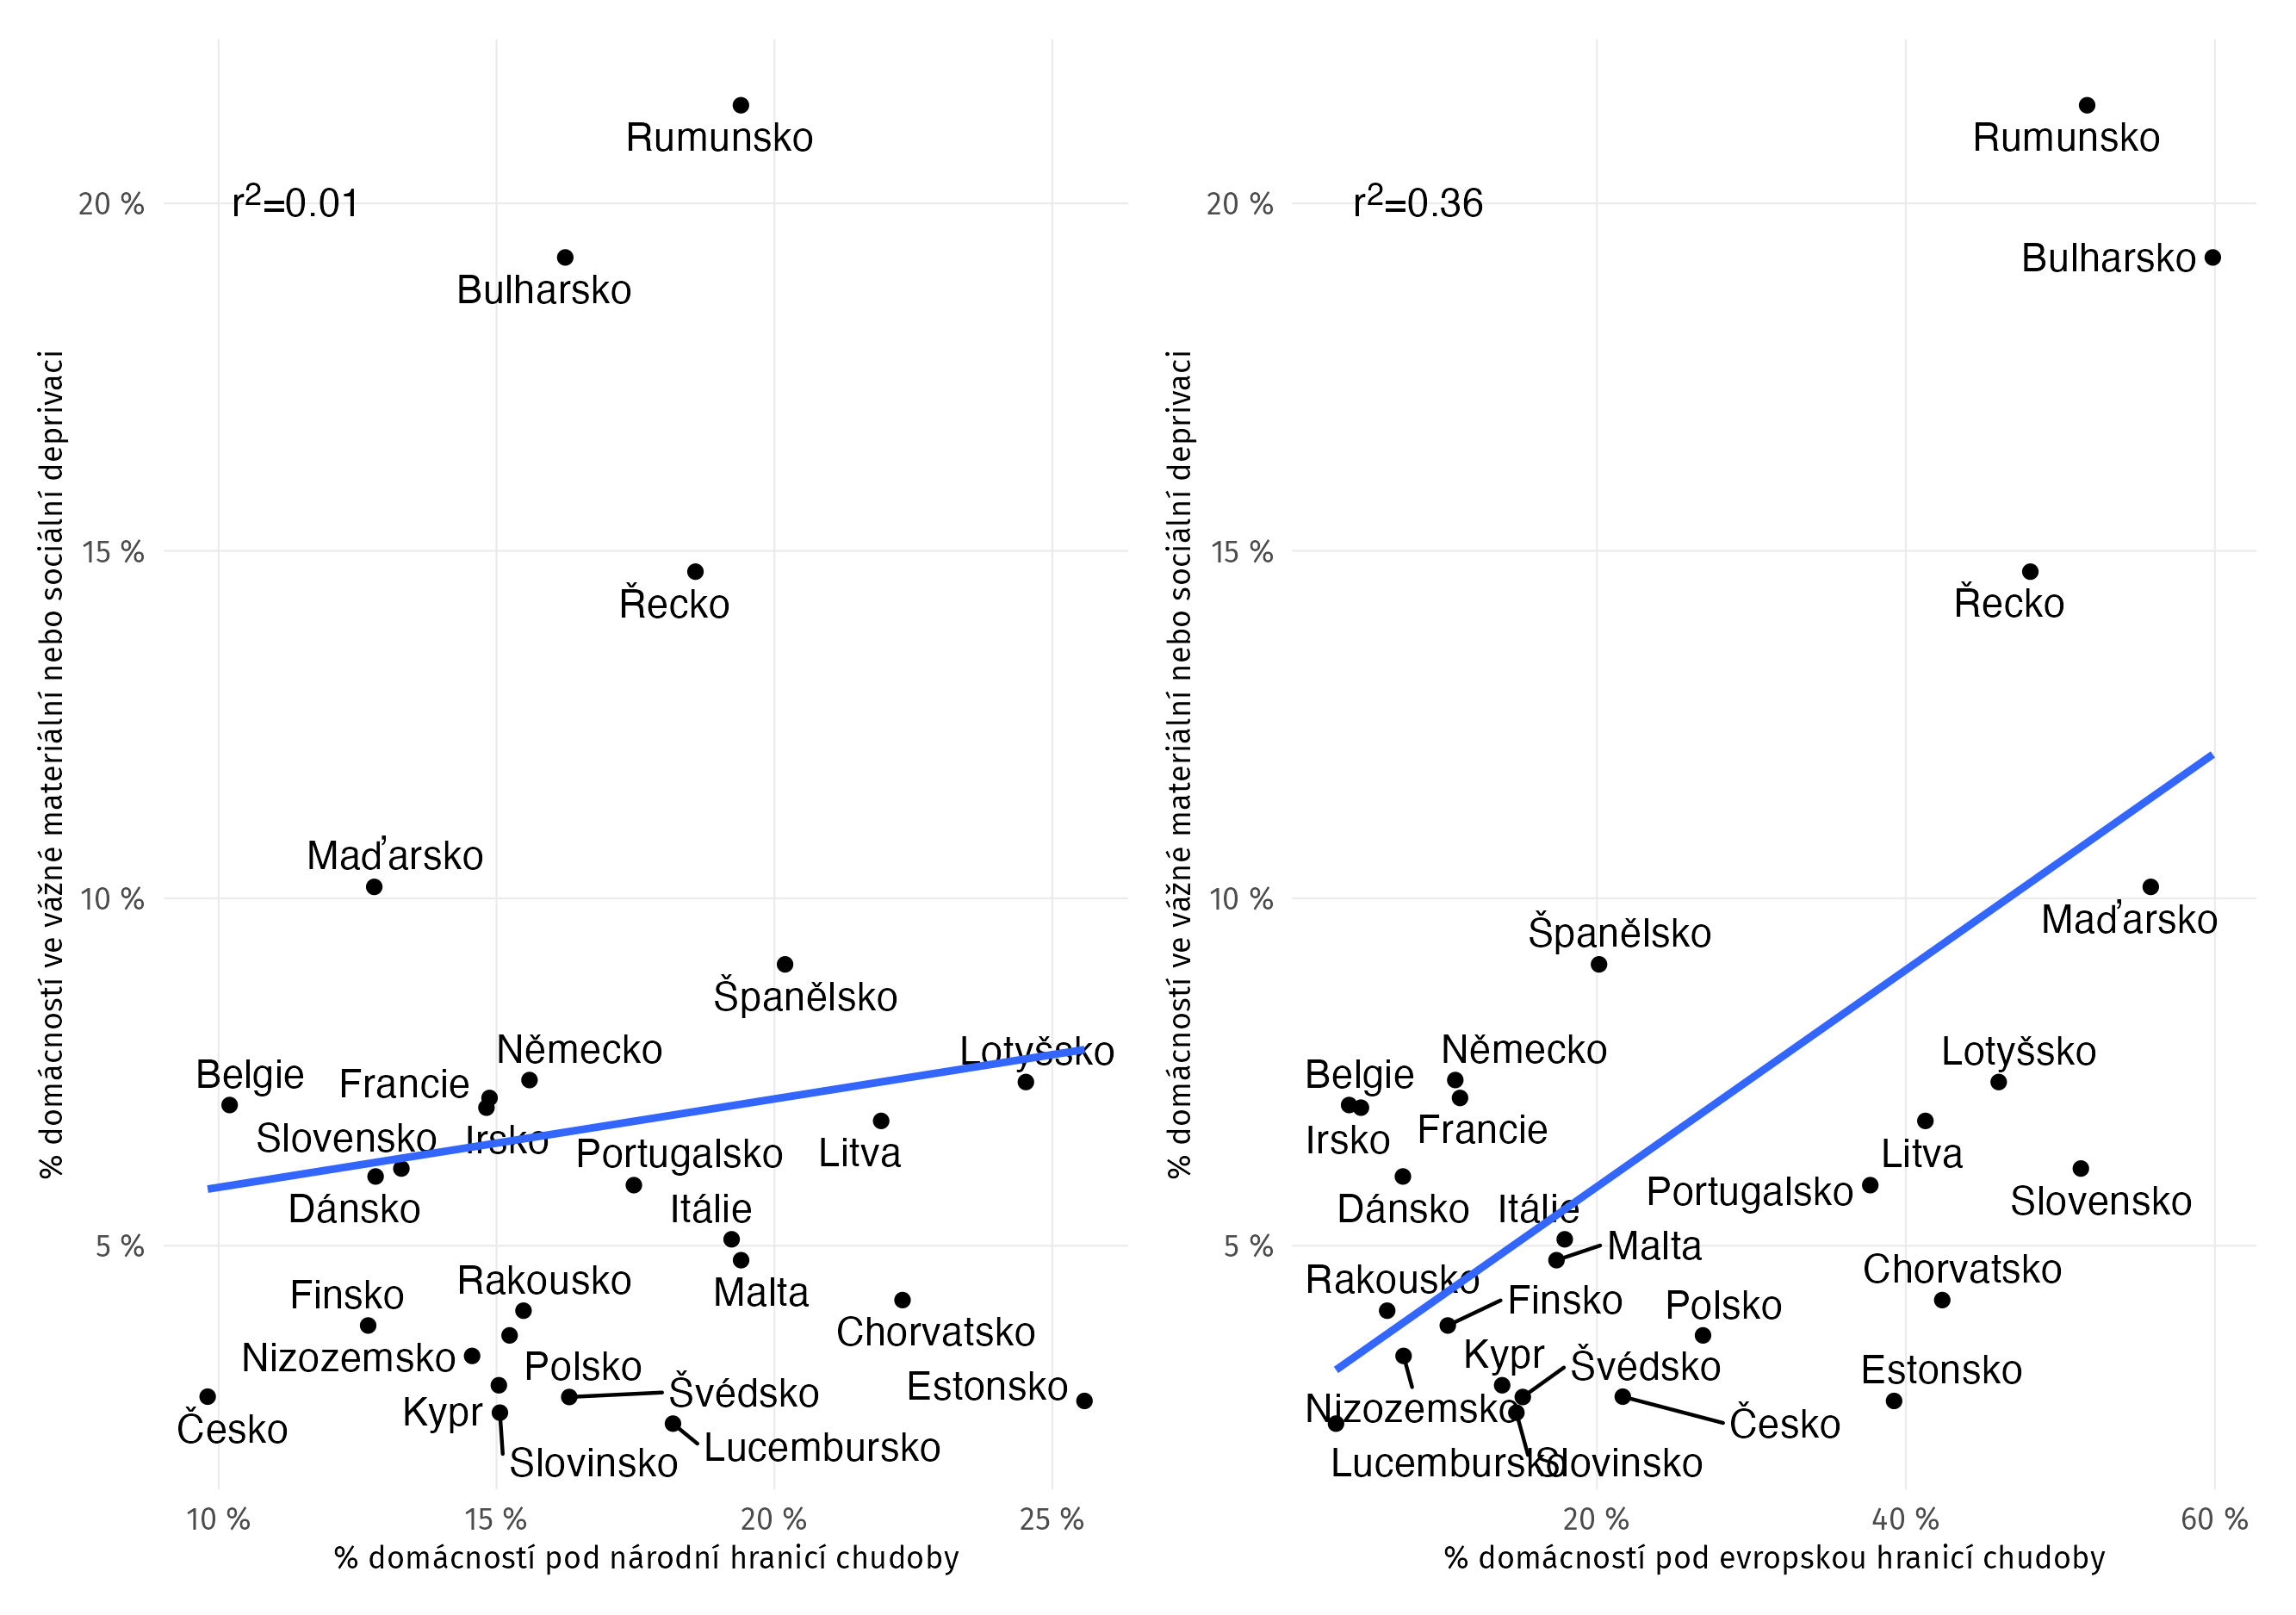 % domácností ve vážné materiální nebo sociální deprivaci
20 %
15 %
10 %
5 %
r²=0.01
Rumunsko
Bulharsko
Řecko
Maďarsko
Španělsko
Německo
Lotyšsko
Belgie
Francie
Slovensko
Irsko
Portugalsko
Litva
Dánsko
Itálie
Finsko
Rakousko
Malta
Chorvatsko
Nizozemsko
Polsko
Švédsko
Estonsko
Česko
Kypr
Lucembursko
Slovinsko
10 %
15 %
20 %
25 %
% domácností pod národní hranicí chudoby
% domácností ve vážné materiální nebo sociální deprivaci
20 %
15 %
10 %
5 %
r²=0.36
Rumunsko
Bulharsko
Řecko
Maďarsko
Španělsko
Německo
Lotyšsko
Belgie
Francie
Irsko
Litva
Portugalsko
Slovensko
Dánsko
Itálie
Malta
Rakousko
Chorvatsko
Finsko
Polsko
Kypr
Švédsko
Estonsko
Nizozemsko
Česko
Lucembursko
Slovinsko
20 %
40 %
60 %
% domácností pod evropskou hranicí chudoby